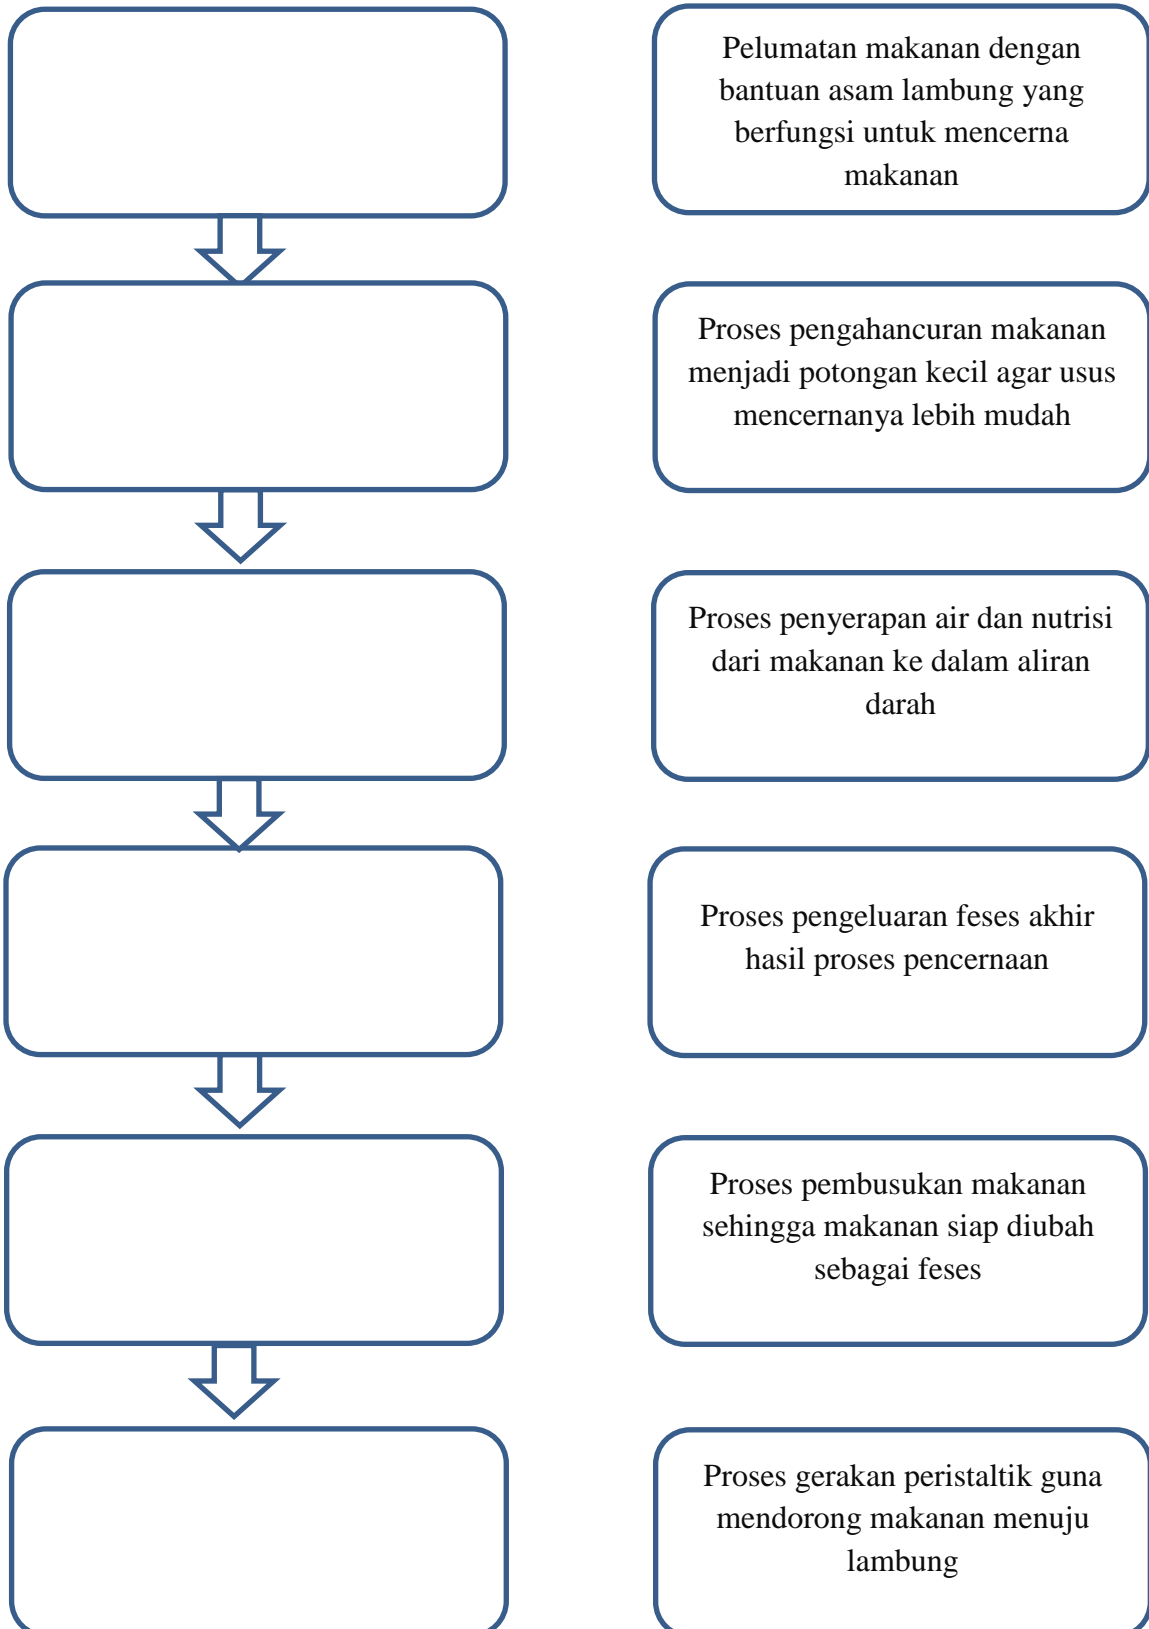 Pelumatan makanan dengan
bantuan asam lambung yang
berfungsi untuk mencerna
makanan
Proses pengahancuran makanan
menjadi potongan kecil agar usus
mencernanya lebih mudah
Proses penyerapan air dan nutrisi
dari makanan ke dalam aliran
darah
Proses pengeluaran feses akhir
hasil proses pencernaan
Proses pembusukan makanan
sehingga makanan siap diubah
sebagai feses
Proses gerakan peristaltik guna
mendorong makanan menuju
lambung